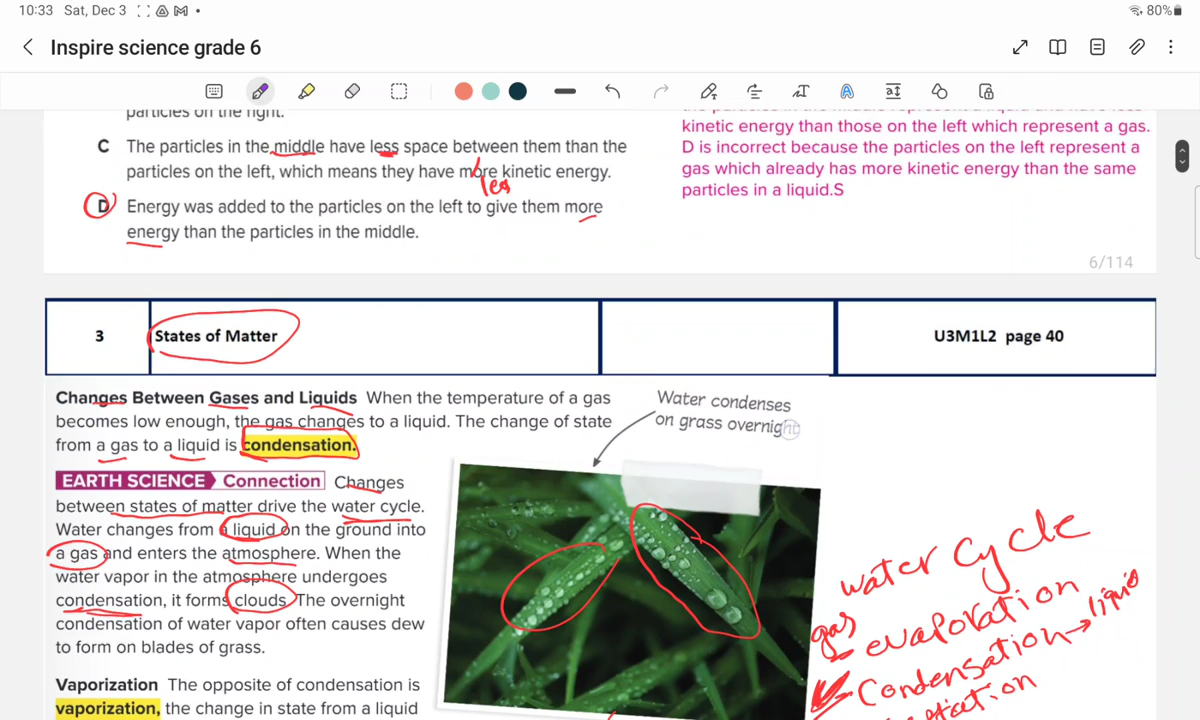 10:33 Sat, Dec 3
80%
Inspire science grade 6
particles on the right.
C The particles in the middle have less space between them than the
particles on the left, which means they have more kinetic energy.
les
D Energy was added to the particles on the left to give them more
energy than the particles in the middle.
kinetic energy than those on the left which represent a gas.
D is incorrect because the particles on the left represent a
gas which already has more kinetic energy than the same
particles in a liquid.S
6/114
3 States of Matter U3M1L2 page 40
Changes Between Gases and Liquids When the temperature of a gas
becomes low enough, the gas changes to a liquid. The change of state
from a gas to a liquid is condensation.
EARTH SCIENCE Connection Changes
between states of matter drive the water cycle.
Water changes from a liquid on the ground into
a gas and enters the atmosphere. When the
water vapor in the atmosphere undergoes
condensation, it forms clouds. The overnight
condensation of water vapor often causes dew
to form on blades of grass.
Vaporization The opposite of condensation is
vaporization, the change in state from a liquid
Water condenses
on grass overnight
water cycle
gas evaporation
Condensation → liquid